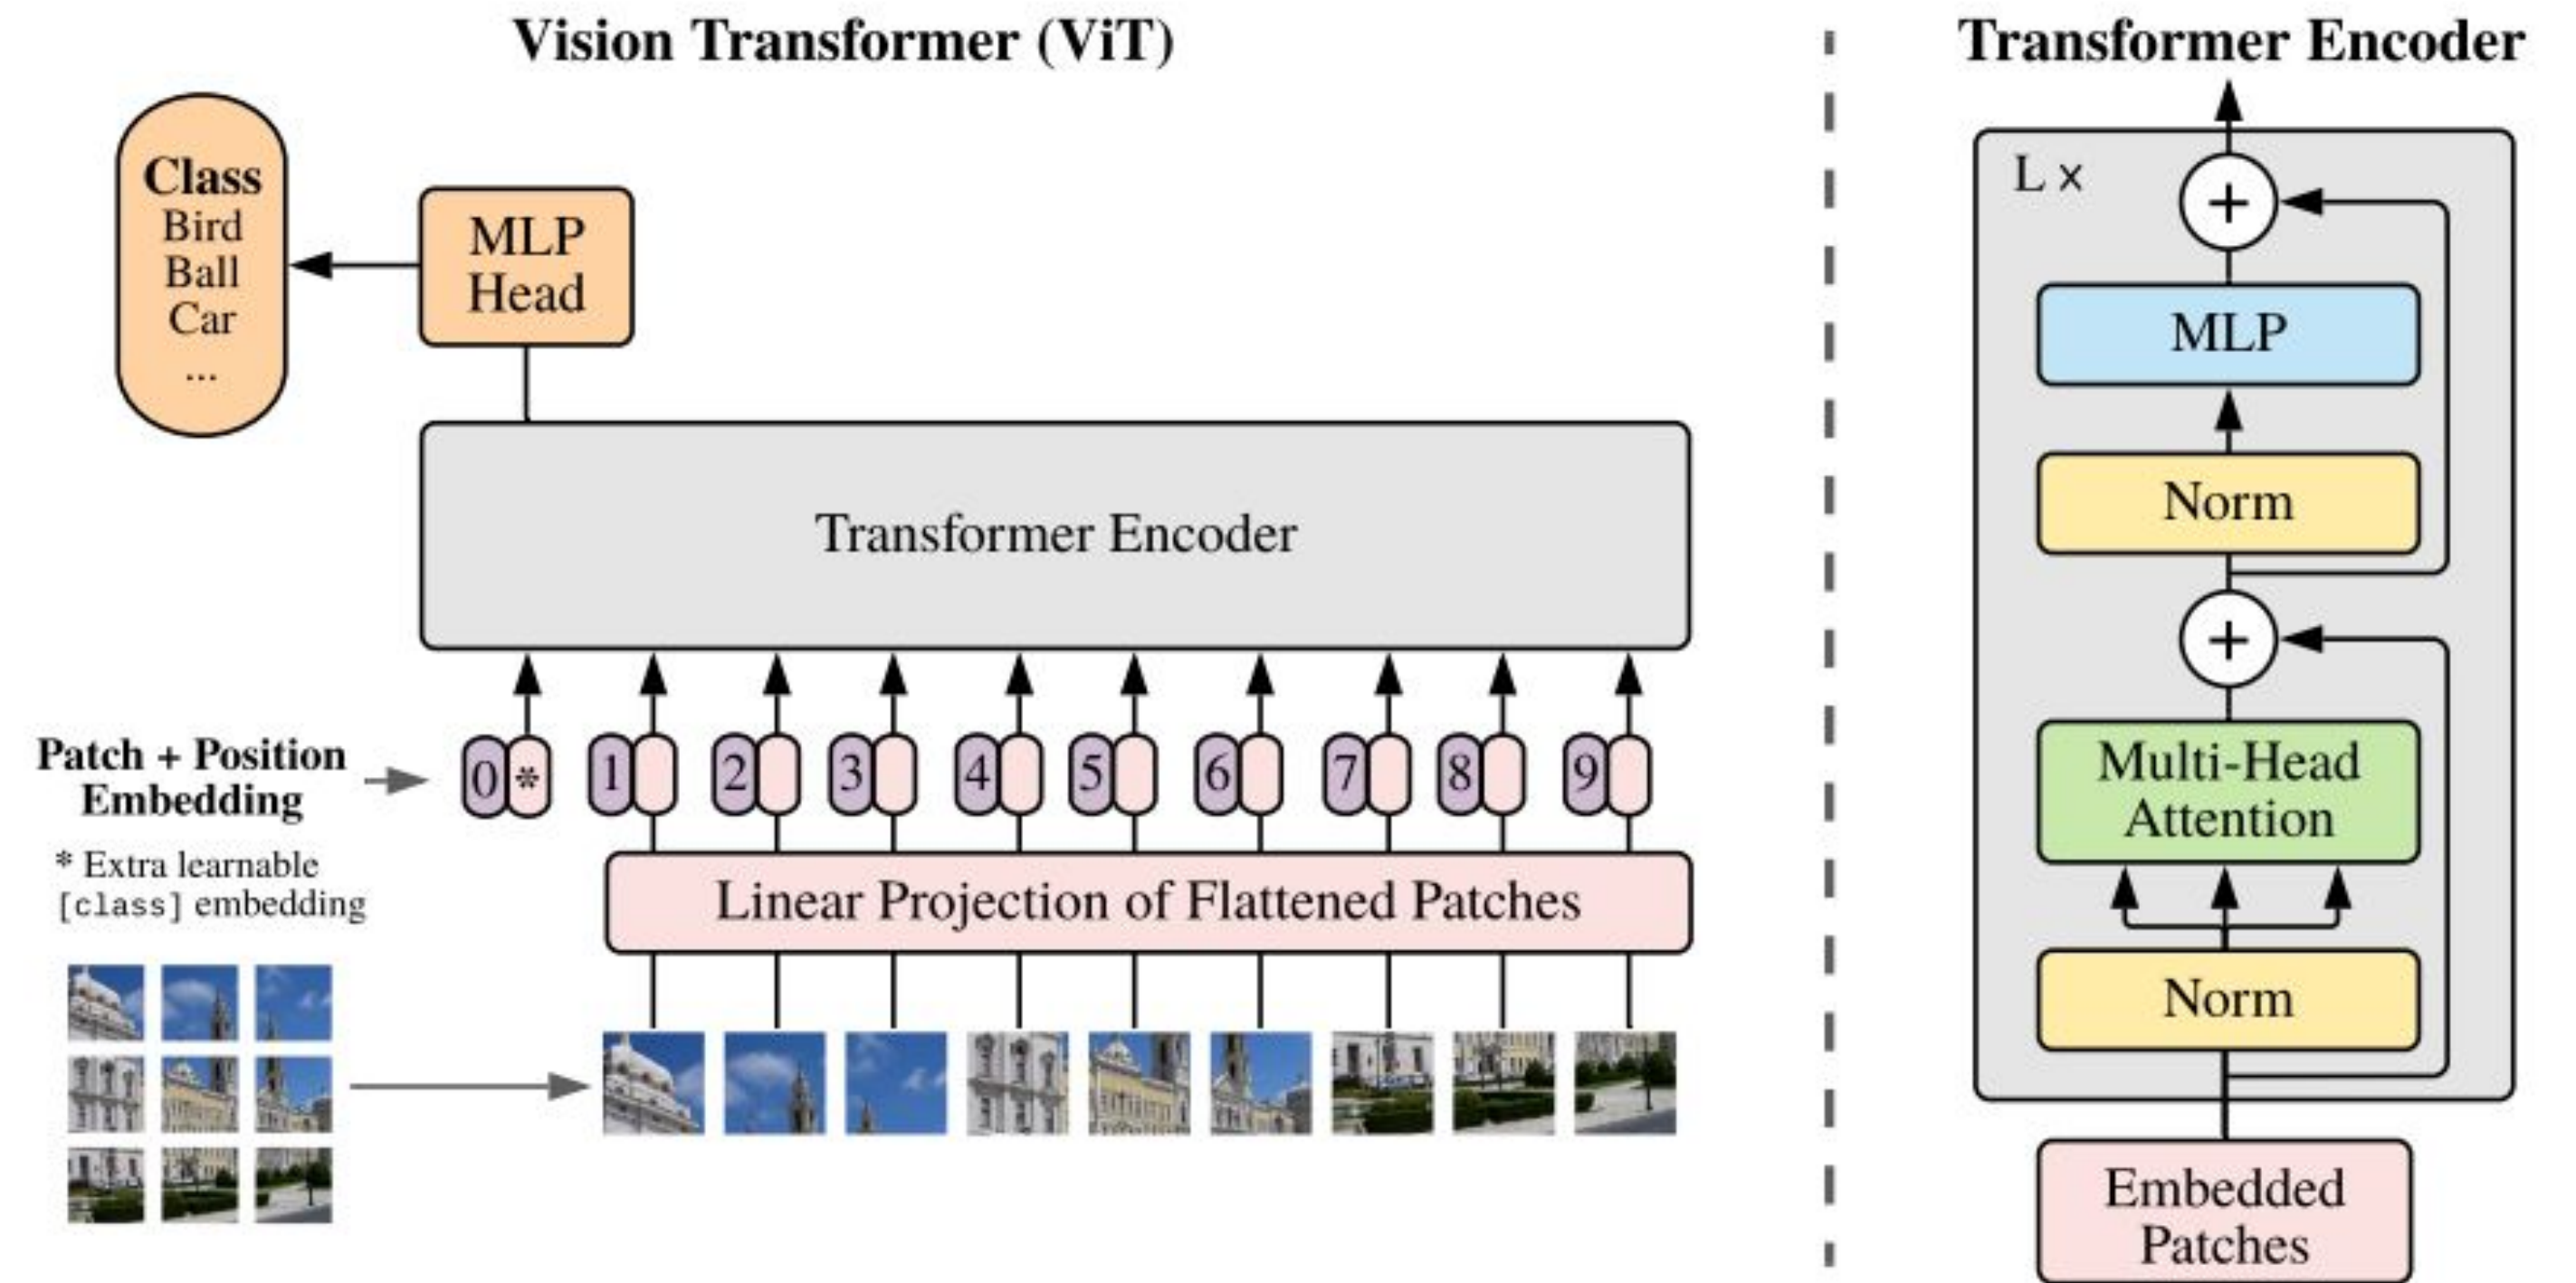 Vision Transformer (ViT)
Class
Bird
Ball
Car
...
MLP
Head
Transformer Encoder
Patch + Position
Embedding
0 * 1 2 3 4 5 6 7 8 9
* Extra learnable
[class] embedding
Linear Projection of Flattened Patches
Transformer Encoder
L x
+
MLP
Norm
+
Multi-Head
Attention
Norm
Embedded
Patches